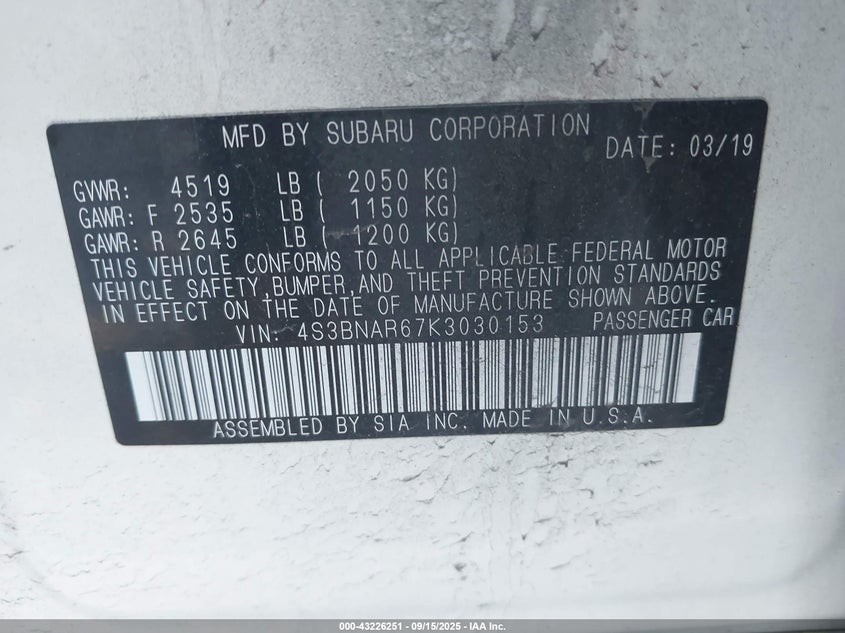 MFD BY SUBARU CORPORATION DATE: 03/19
GVWR: 4519 LB ( 2050 KG)
GAWR: F 2535 LB ( 1150 KG)
GAWR: R 2645 LB ( 1200 KG)
THIS VEHICLE CONFORMS TO ALL APPLICABLE FEDERAL MOTOR
VEHICLE SAFETY,BUMPER,AND THEFT PREVENTION STANDARDS
IN EFFECT ON THE DATE OF MANUFACTURE SHOWN ABOVE.
VIN: 4S3BNAR67K3030153 PASSENGER CAR
ASSEMBLED BY SIA INC. MADE IN U.S.A.
000-43226251 - 09/15/2025 - IAA Inc.